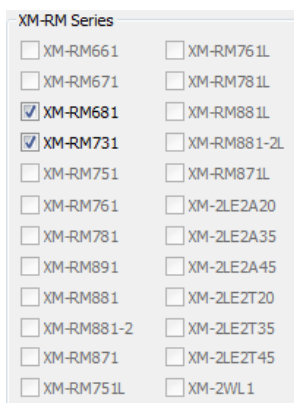 XM-RM Series
XM-RM661 XM-RM761L
XM-RM671 XM-RM781L
XM-RM681 XM-RM881L
XM-RM731 XM-RM881-2L
XM-RM751 XM-RM871L
XM-RM761 XM-2LE2A20
XM-RM781 XM-2LE2A35
XM-RM891 XM-2LE2A45
XM-RM881 XM-2LE2T20
XM-RM881-2 XM-2LE2T35
XM-RM871 XM-2LE2T45
XM-RM751L XM-2WL1